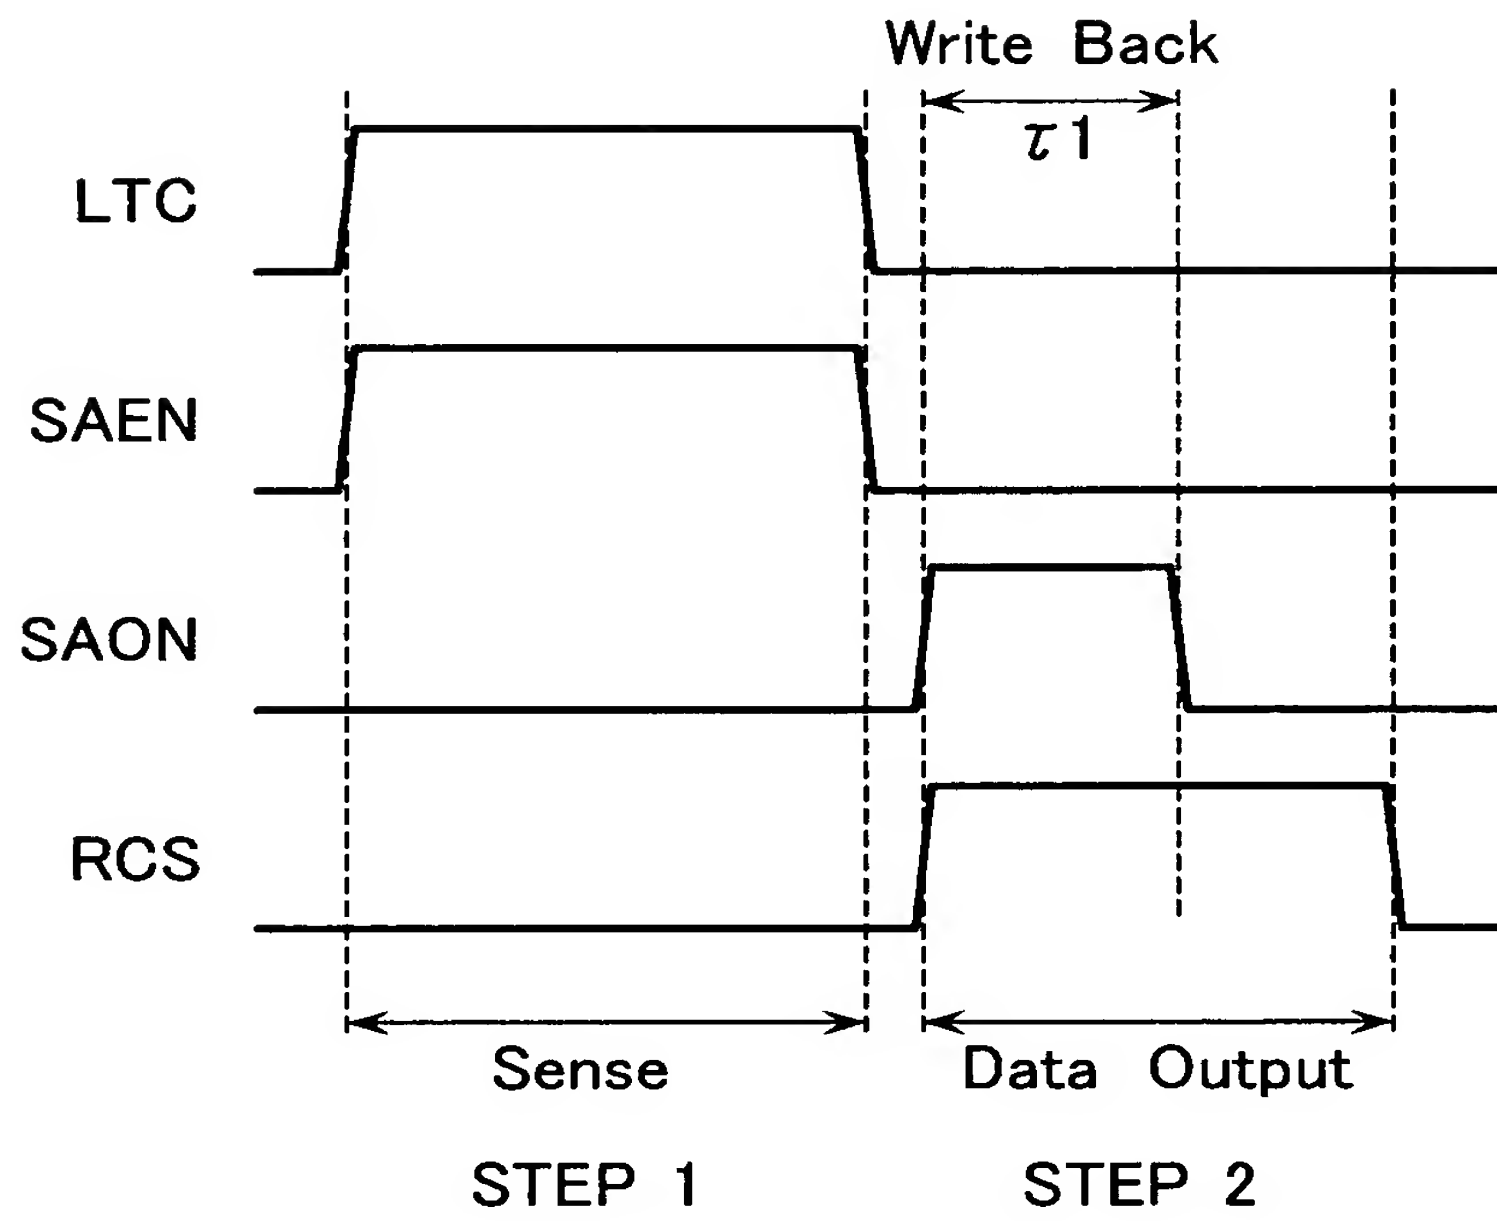 Write Back
τ1
LTC
SAEN
SAON
RCS
Sense
Data Output
STEP 1
STEP 2